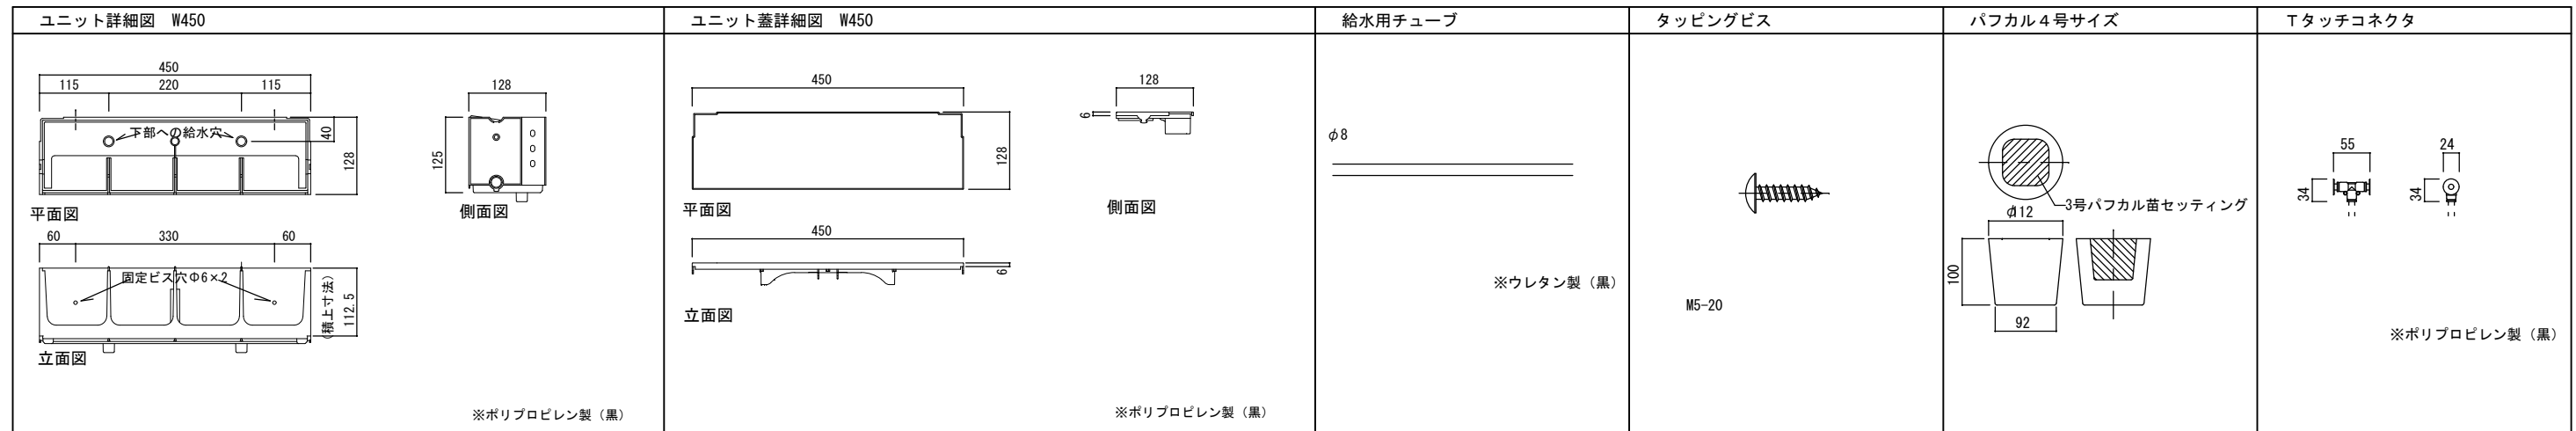 ユニット詳細図　W450
450
115
220
115
下部への給水穴
40
128
平面図
128
125
側面図
60
330
60
固定ビス穴Φ6×2
(積上寸法)
112.5
立面図
※ポリプロピレン製（黒）
ユニット蓋詳細図　W450
450
128
平面図
128
6
側面図
450
6
立面図
※ポリプロピレン製（黒）
給水用チューブ
φ8
※ウレタン製（黒）
タッピングビス
M5-20
パフカル４号サイズ
3号パフカル苗セッティング
φ112
100
92
Ｔタッチコネクタ
55
34
24
34
※ポリプロピレン製（黒）